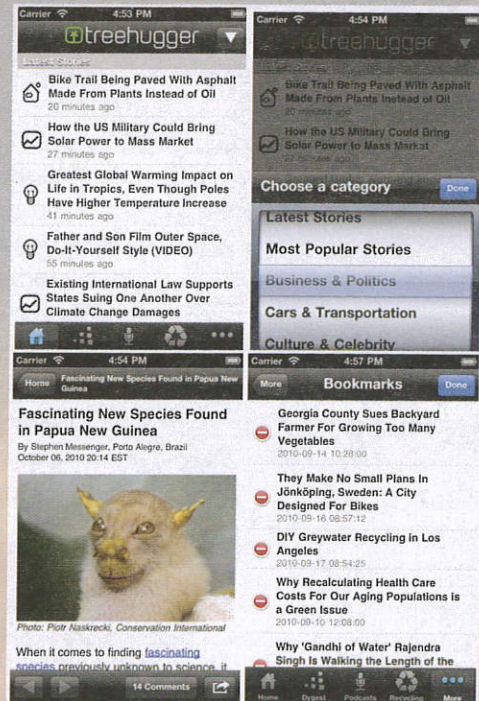 Carrier 4:53 PM
treehugger
Latest Stories
Bike Trail Being Paved With Asphalt
Made From Plants Instead of Oil
20 minutes ago
How the US Military Could Bring
Solar Power to Mass Market
27 minutes ago
Greatest Global Warming Impact on
Life in Tropics, Even Though Poles
Have Higher Temperature Increase
41 minutes ago
Father and Son Film Outer Space,
Do-It-Yourself Style (VIDEO)
55 minutes ago
Existing International Law Supports
States Suing One Another Over
Climate Change Damages
Carrier 4:54 PM
treehugger
Latest Stories
Bike Trail Being Paved With Asphalt
Made From Plants Instead of Oil
20 minutes ago
How the US Military Could Bring
Solar Power to Mass Market
27 minutes ago
Choose a category Done
Latest Stories
Most Popular Stories
Business & Politics
Cars & Transportation
Culture & Celebrity
Carrier 4:54 PM
Home Fascinating New Species Found in Papua New
Guinea
Fascinating New Species Found
in Papua New Guinea
By Stephen Messenger, Porto Alegre, Brazil
October 06, 2010 20:14 EST
Photo: Piotr Naskrecki, Conservation International
When it comes to finding fascinating
species previously unknown to science, it
14 Comments
Carrier 4:57 PM
More Bookmarks Done
Georgia County Sues Backyard
Farmer For Growing Too Many
Vegetables
2010-09-14 10:28:00
They Make No Small Plans In
Jönköping, Sweden: A City
Designed For Bikes
2010-09-16 08:57:12
DIY Greywater Recycling in Los
Angeles
2010-09-17 08:54:25
Why Recalculating Health Care
Costs For Our Aging Populations is
a Green Issue
2010-09-10 12:08:00
Why 'Gandhi of Water' Rajendra
Singh Is Walking the Length of the
Home Dygest Podcasts Recycling More